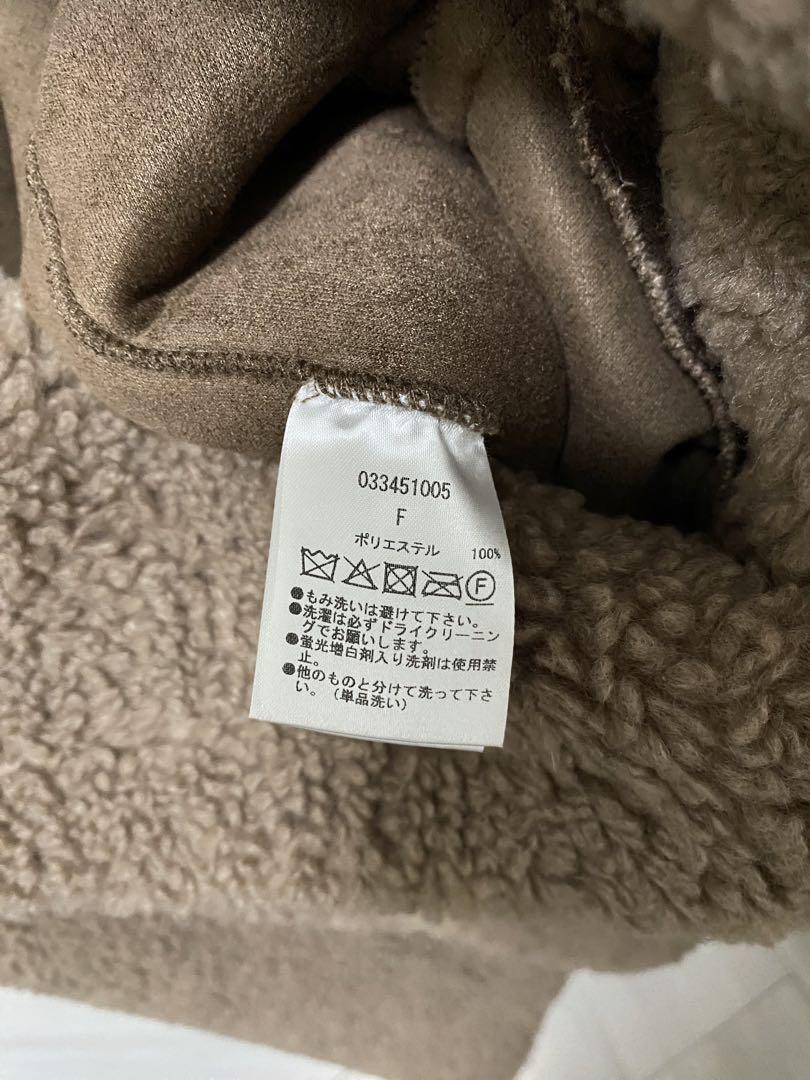 033451005
F
ポリエステル 100%
F
●もみ洗いは避けて下さい。
●洗濯は必ずドライクリーニン
グでお願いします。
●蛍光増白剤入り洗剤は使用禁
止。
●他のものと分けて洗って下さ
い。（単品洗い）